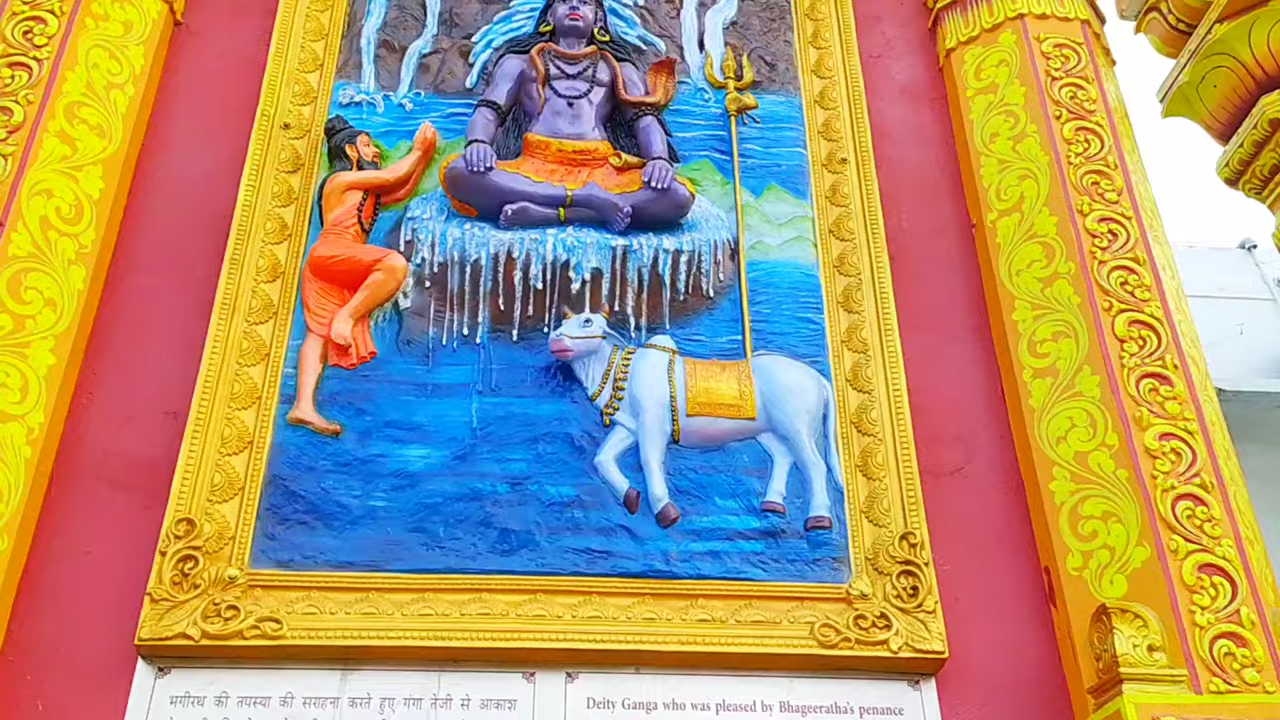 भगीरथ की तपस्या की सराहना करते हुए गंगा तेजी से आकाश
Deity Ganga who was pleased by Bhageeratha's penance